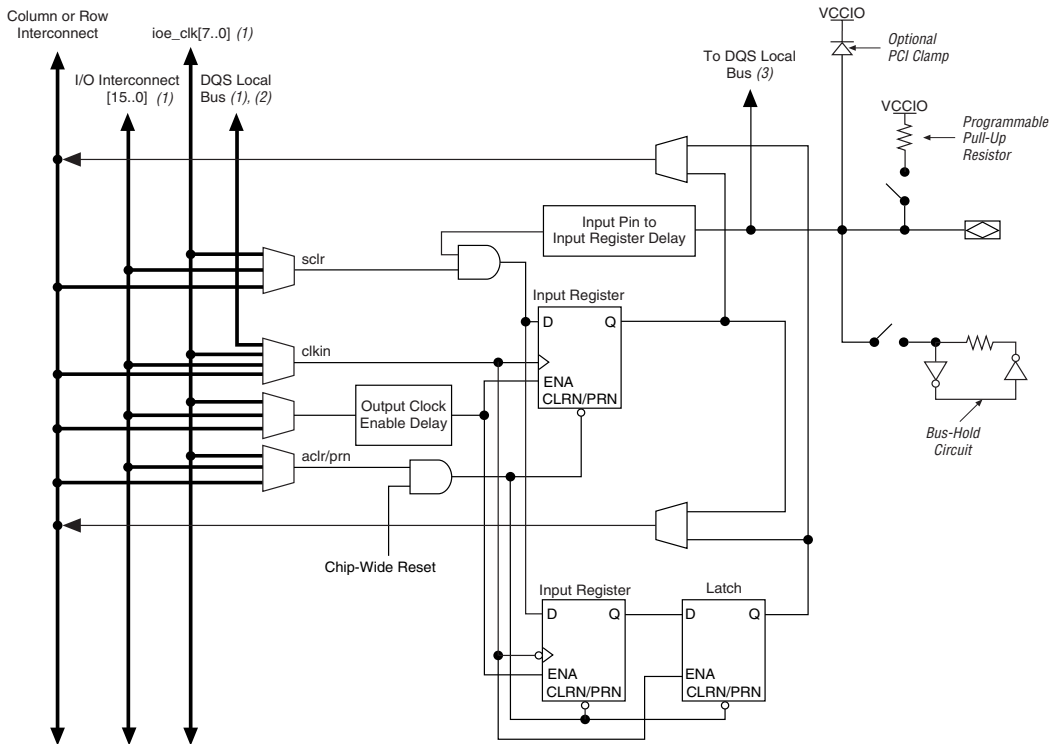 Column or Row
Interconnect
ioe_clk[7..0] (1)
I/O Interconnect
[15..0] (1)
DQS Local
Bus (1), (2)
To DQS Local
Bus (3)
VCCIO
Optional
PCI Clamp
VCCIO
Programmable
Pull-Up
Resistor
Input Pin to
Input Register Delay
sclr
Input Register
D
Q
clkin
ENA
CLRN/PRN
Output Clock
Enable Delay
aclr/prn
Bus-Hold
Circuit
Chip-Wide Reset
Input Register
D
Q
ENA
CLRN/PRN
Latch
D
Q
ENA
CLRN/PRN